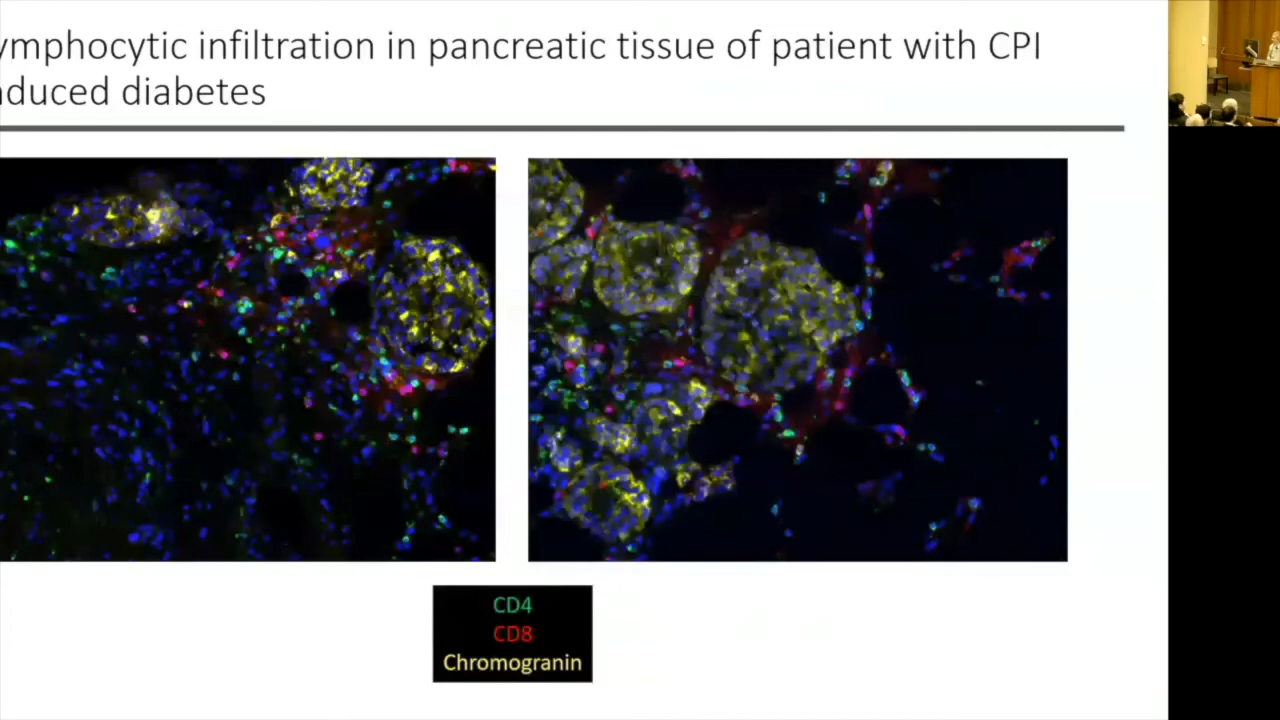 ymphocytic infiltration in pancreatic tissue of patient with CPI
nduced diabetes
CD4
CD8
Chromogranin